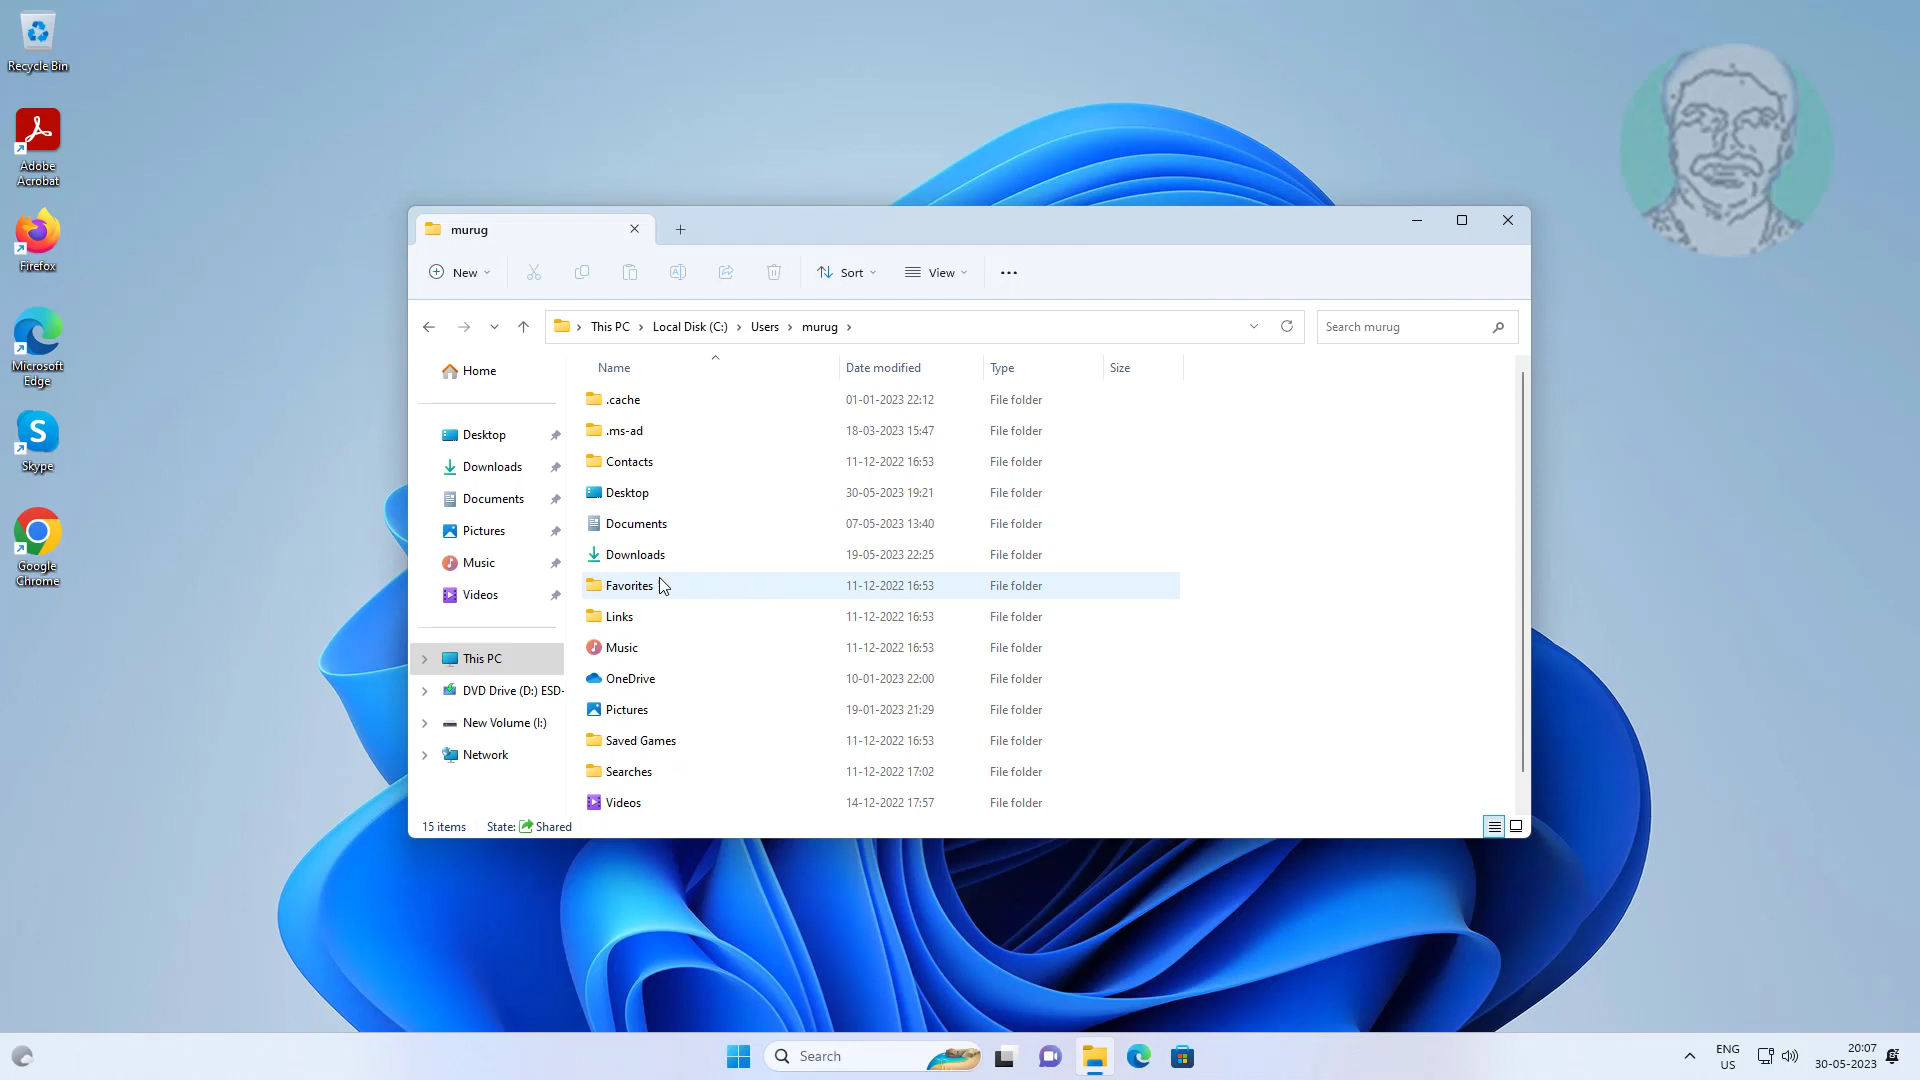 Recycle Bin
Adobe
Acrobat
Firefox
Microsoft
Edge
S
Skype
Google
Chrome
murug
New
Sort
View
This PC > Local Disk (C:) > Users > murug >
Search murug
Name Date modified Type Size
Home
Desktop
Downloads
Documents
Pictures
Music
Videos
This PC
DVD Drive (D:) ESD-
New Volume (I:)
Network
.cache 01-01-2023 22:12 File folder
.ms-ad 18-03-2023 15:47 File folder
Contacts 11-12-2022 16:53 File folder
Desktop 30-05-2023 19:21 File folder
Documents 07-05-2023 13:40 File folder
Downloads 19-05-2023 22:25 File folder
Favorites 11-12-2022 16:53 File folder
Links 11-12-2022 16:53 File folder
Music 11-12-2022 16:53 File folder
OneDrive 10-01-2023 22:00 File folder
Pictures 19-01-2023 21:29 File folder
Saved Games 11-12-2022 16:53 File folder
Searches 11-12-2022 17:02 File folder
Videos 14-12-2022 17:57 File folder
15 items State: Shared
Search
ENG
US
20:07
30-05-2023